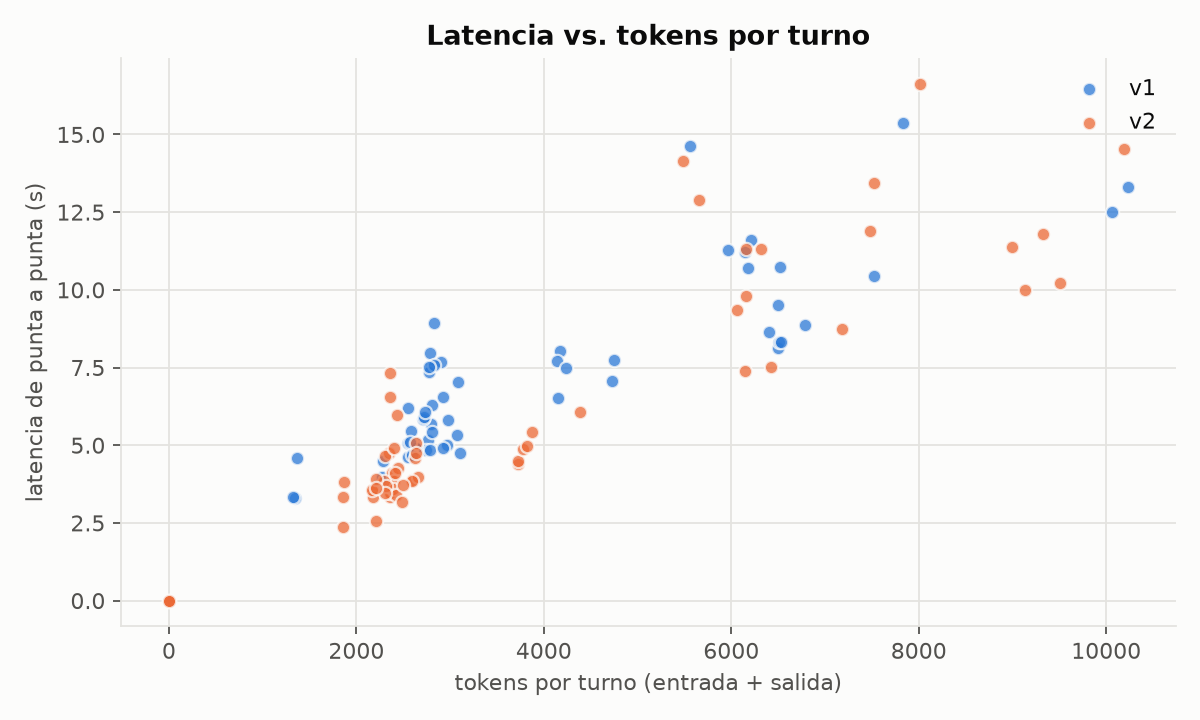 Latencia vs. tokens por turno
v1
v2
latencia de punta a punta (s)
15.0
12.5
10.0
7.5
5.0
2.5
0.0
0
2000
4000
6000
8000
10000
tokens por turno (entrada + salida)